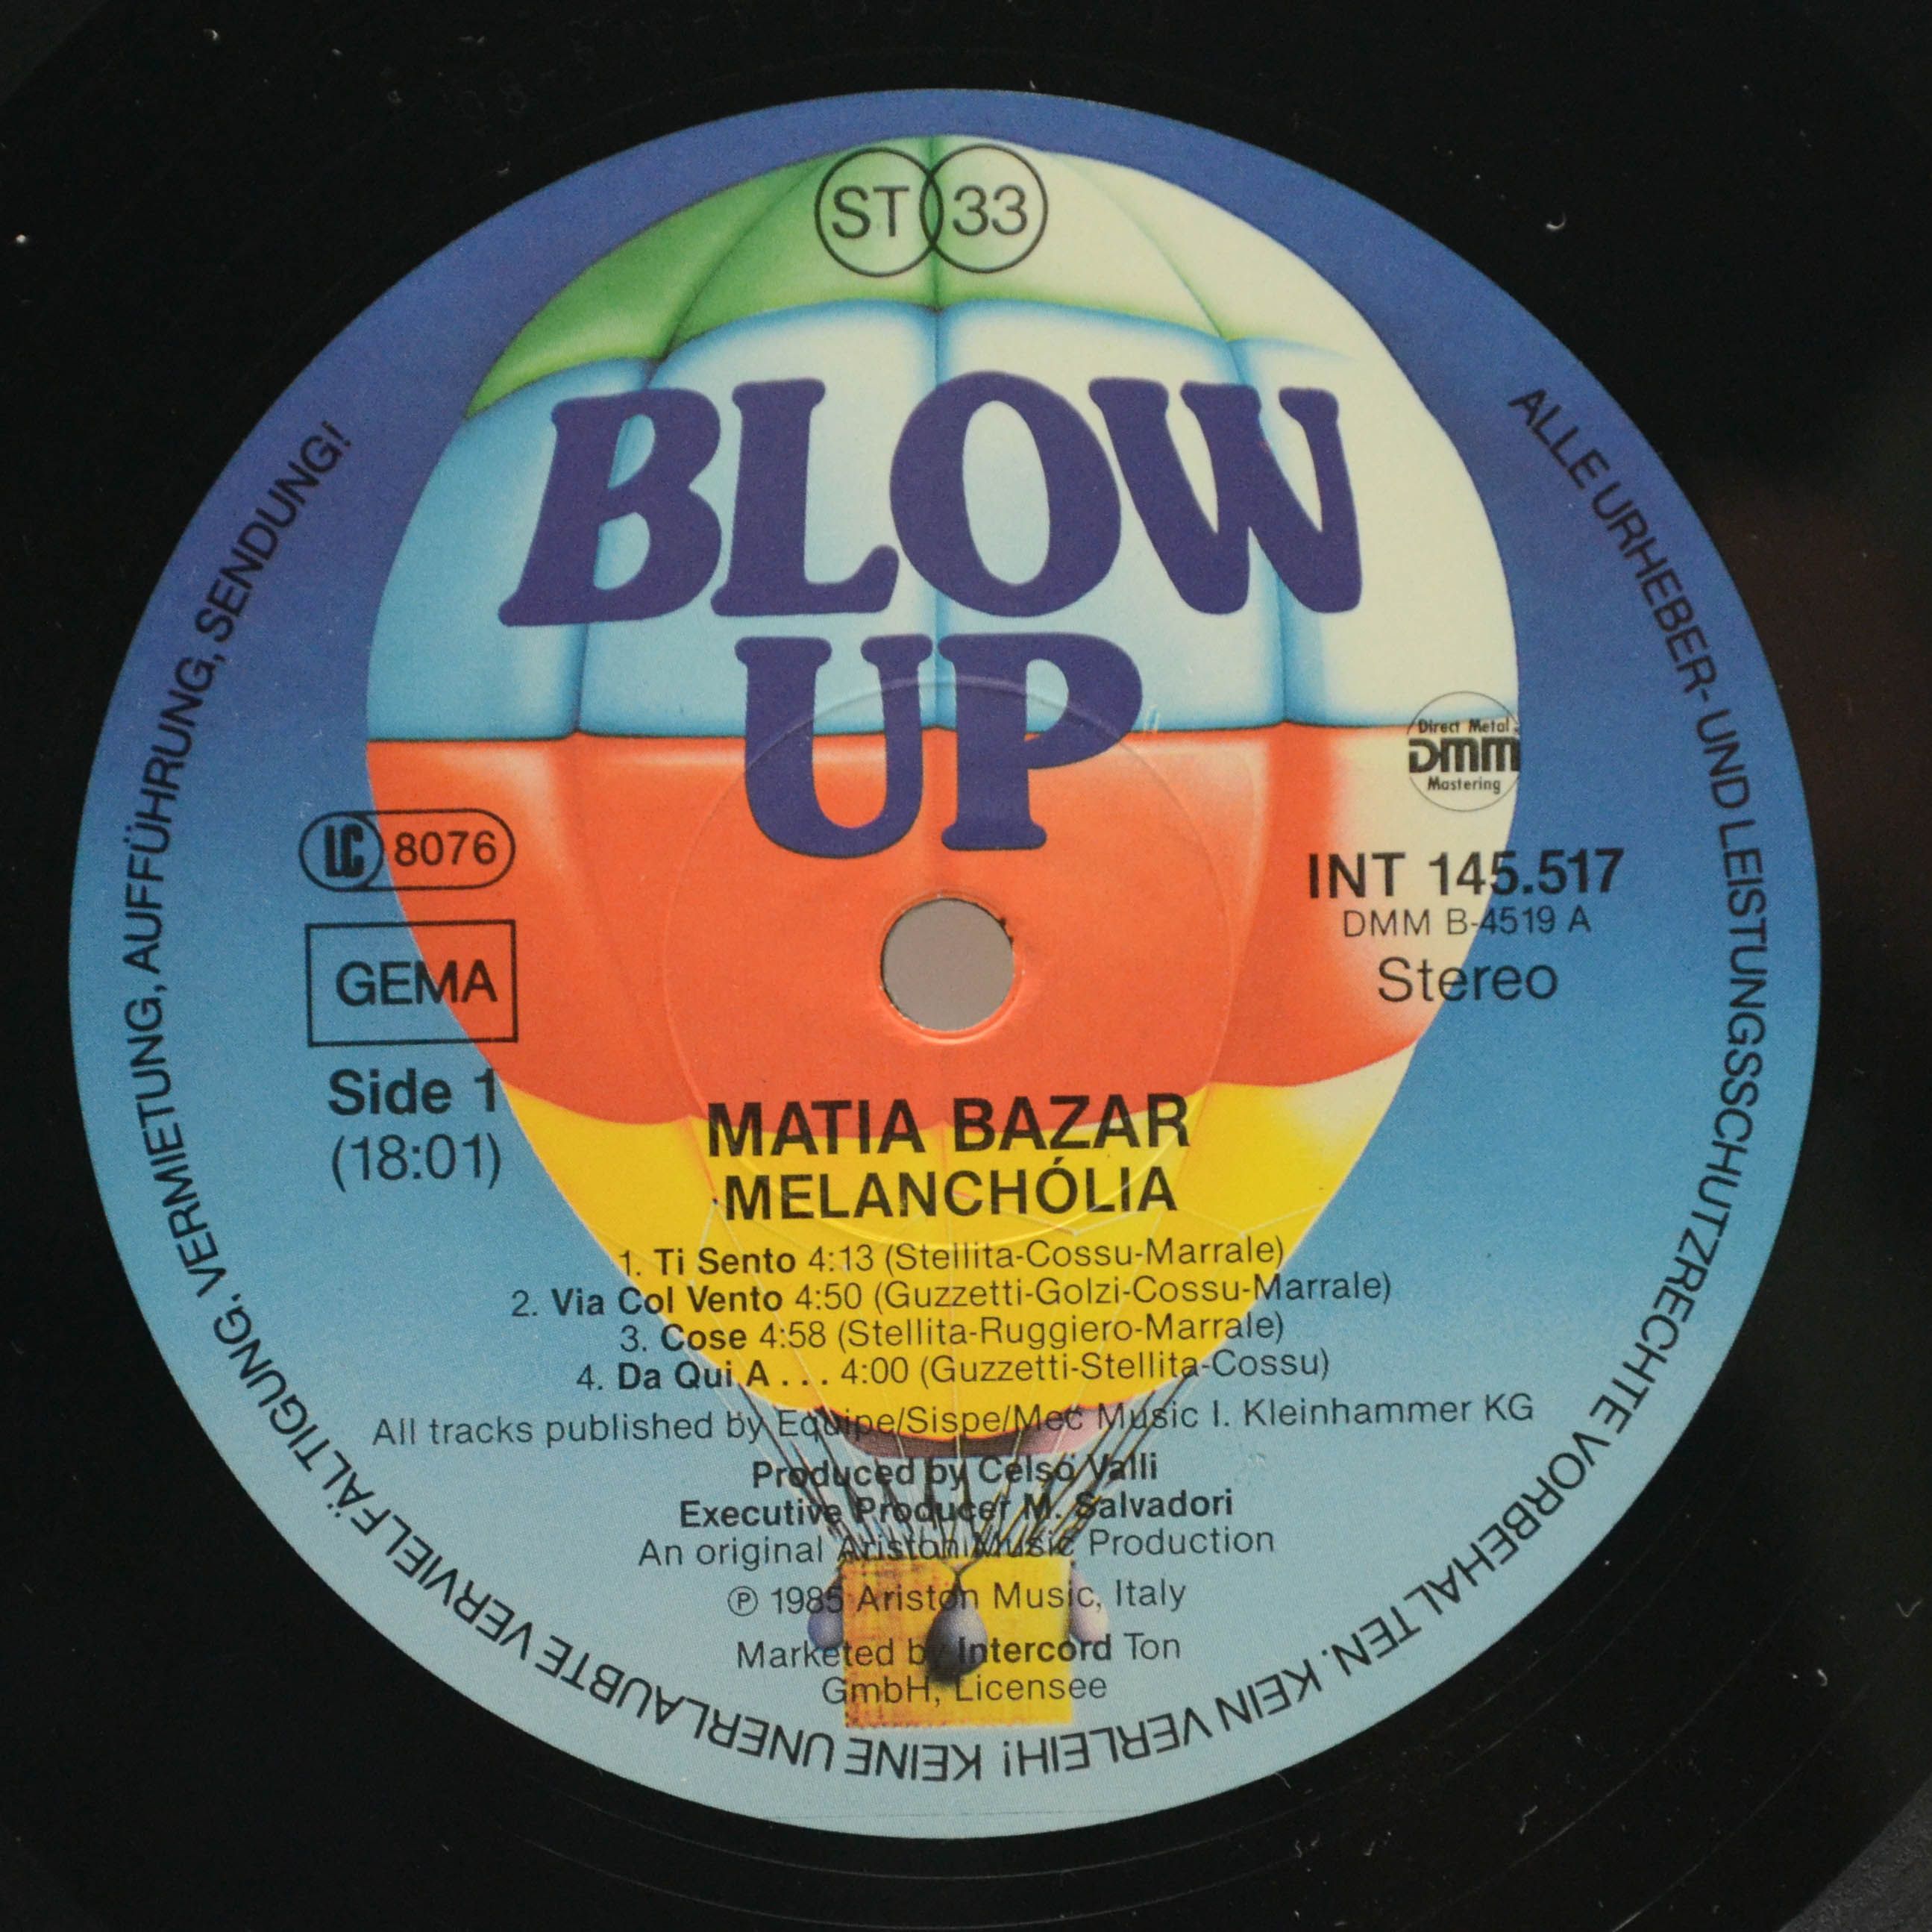 ST 33
BLOW
UP
Direct Metal
DMM
Mastering
LC 8076
GEMA
Side 1
(18:01)
INT 145.517
DMM B-4519 A
Stereo
MATIA BAZAR
MELANCHÓLIA
1. Ti Sento 4:13 (Stellita-Cossu-Marrale)
2. Via Col Vento 4:50 (Guzzetti-Golzi-Cossu-Marrale)
3. Cose 4:58 (Stellita-Ruggiero-Marrale)
4. Da Qui A . . . 4:00 (Guzzetti-Stellita-Cossu)
All tracks published by Equipe/Sispe/Mec Music I. Kleinhammer KG
Produced by Celso Valli
Executive Producer M. Salvadori
An original Ariston Music Production
℗ 1985 Ariston Music, Italy
Marketed by Intercord Ton
GmbH, Licensee
ALLE URHEBER- UND LEISTUNGSSCHUTZRECHTE VORBEHALTEN. KEIN VERLEIH! KEINE UNERLAUBTE VERVIELFÄLTIGUNG, VERMIETUNG, AUFFÜHRUNG, SENDUNG!